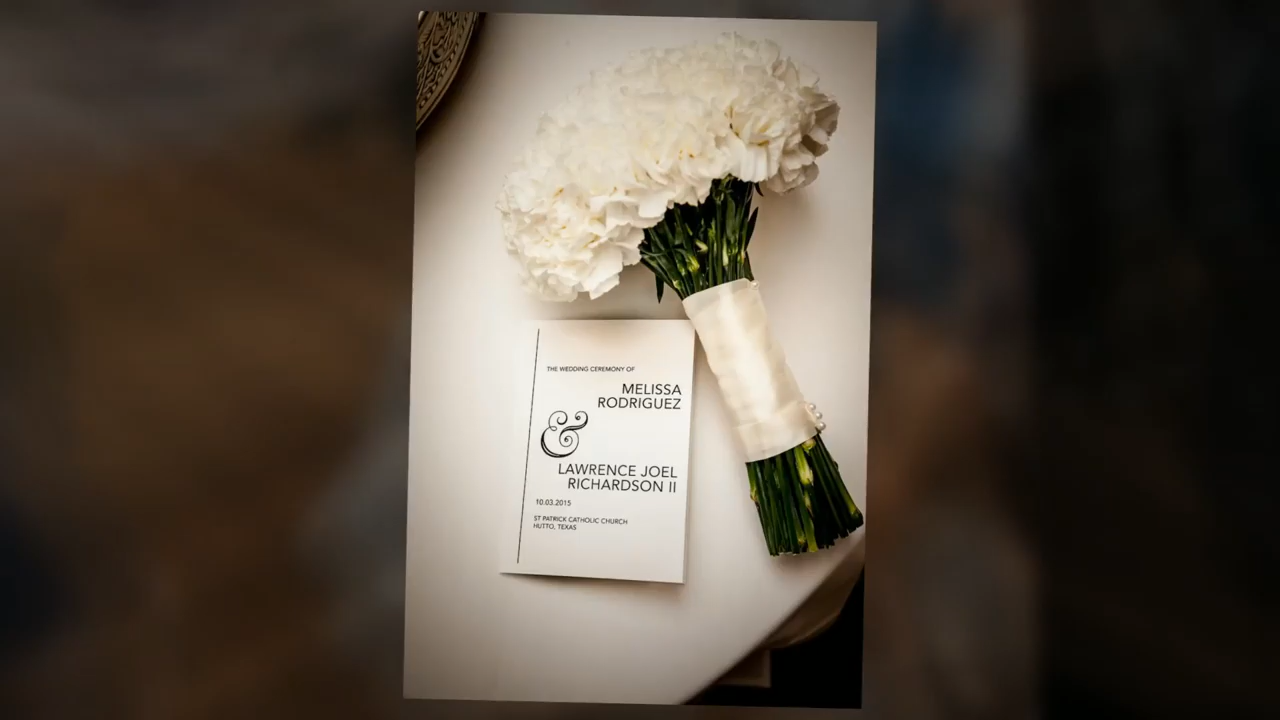 THE WEDDING CEREMONY OF
MELISSA
RODRIGUEZ
&
LAWRENCE JOEL
RICHARDSON II
10.03.2015
ST PATRICK CATHOLIC CHURCH
HUTTO, TEXAS